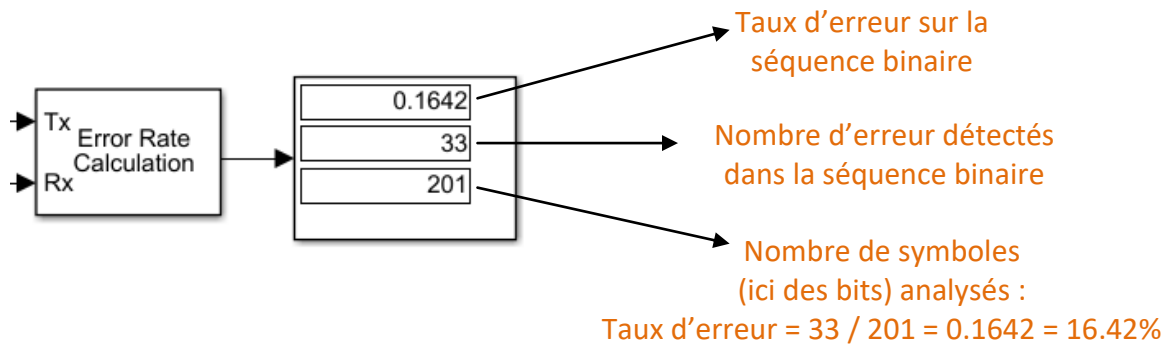 Taux d’erreur sur la
séquence binaire
Tx
Rx
Error Rate
Calculation
0.1642
33
201
Nombre d’erreur détectés
dans la séquence binaire
Nombre de symboles
(ici des bits) analysés :
Taux d’erreur = 33 / 201 = 0.1642 = 16.42%